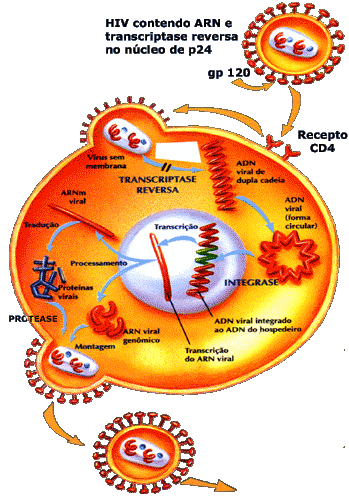 HIV contendo ARN e
transcriptase reversa
no núcleo de p24
gp 120
Recepto
CD4
Vírus sem
membrana
TRANSCRIPTASE
REVERSA
ADN
viral de
dupla cadeia
ARNm
viral
ADN
viral
(forma
circular)
Tradução
Transcrição
Processamento
INTEGRASE
Proteínas
virais
PROTEASE
ARN viral
genômico
Montagem
ADN viral integrado
ao ADN do hospedeiro
Transcrição
do ARN viral